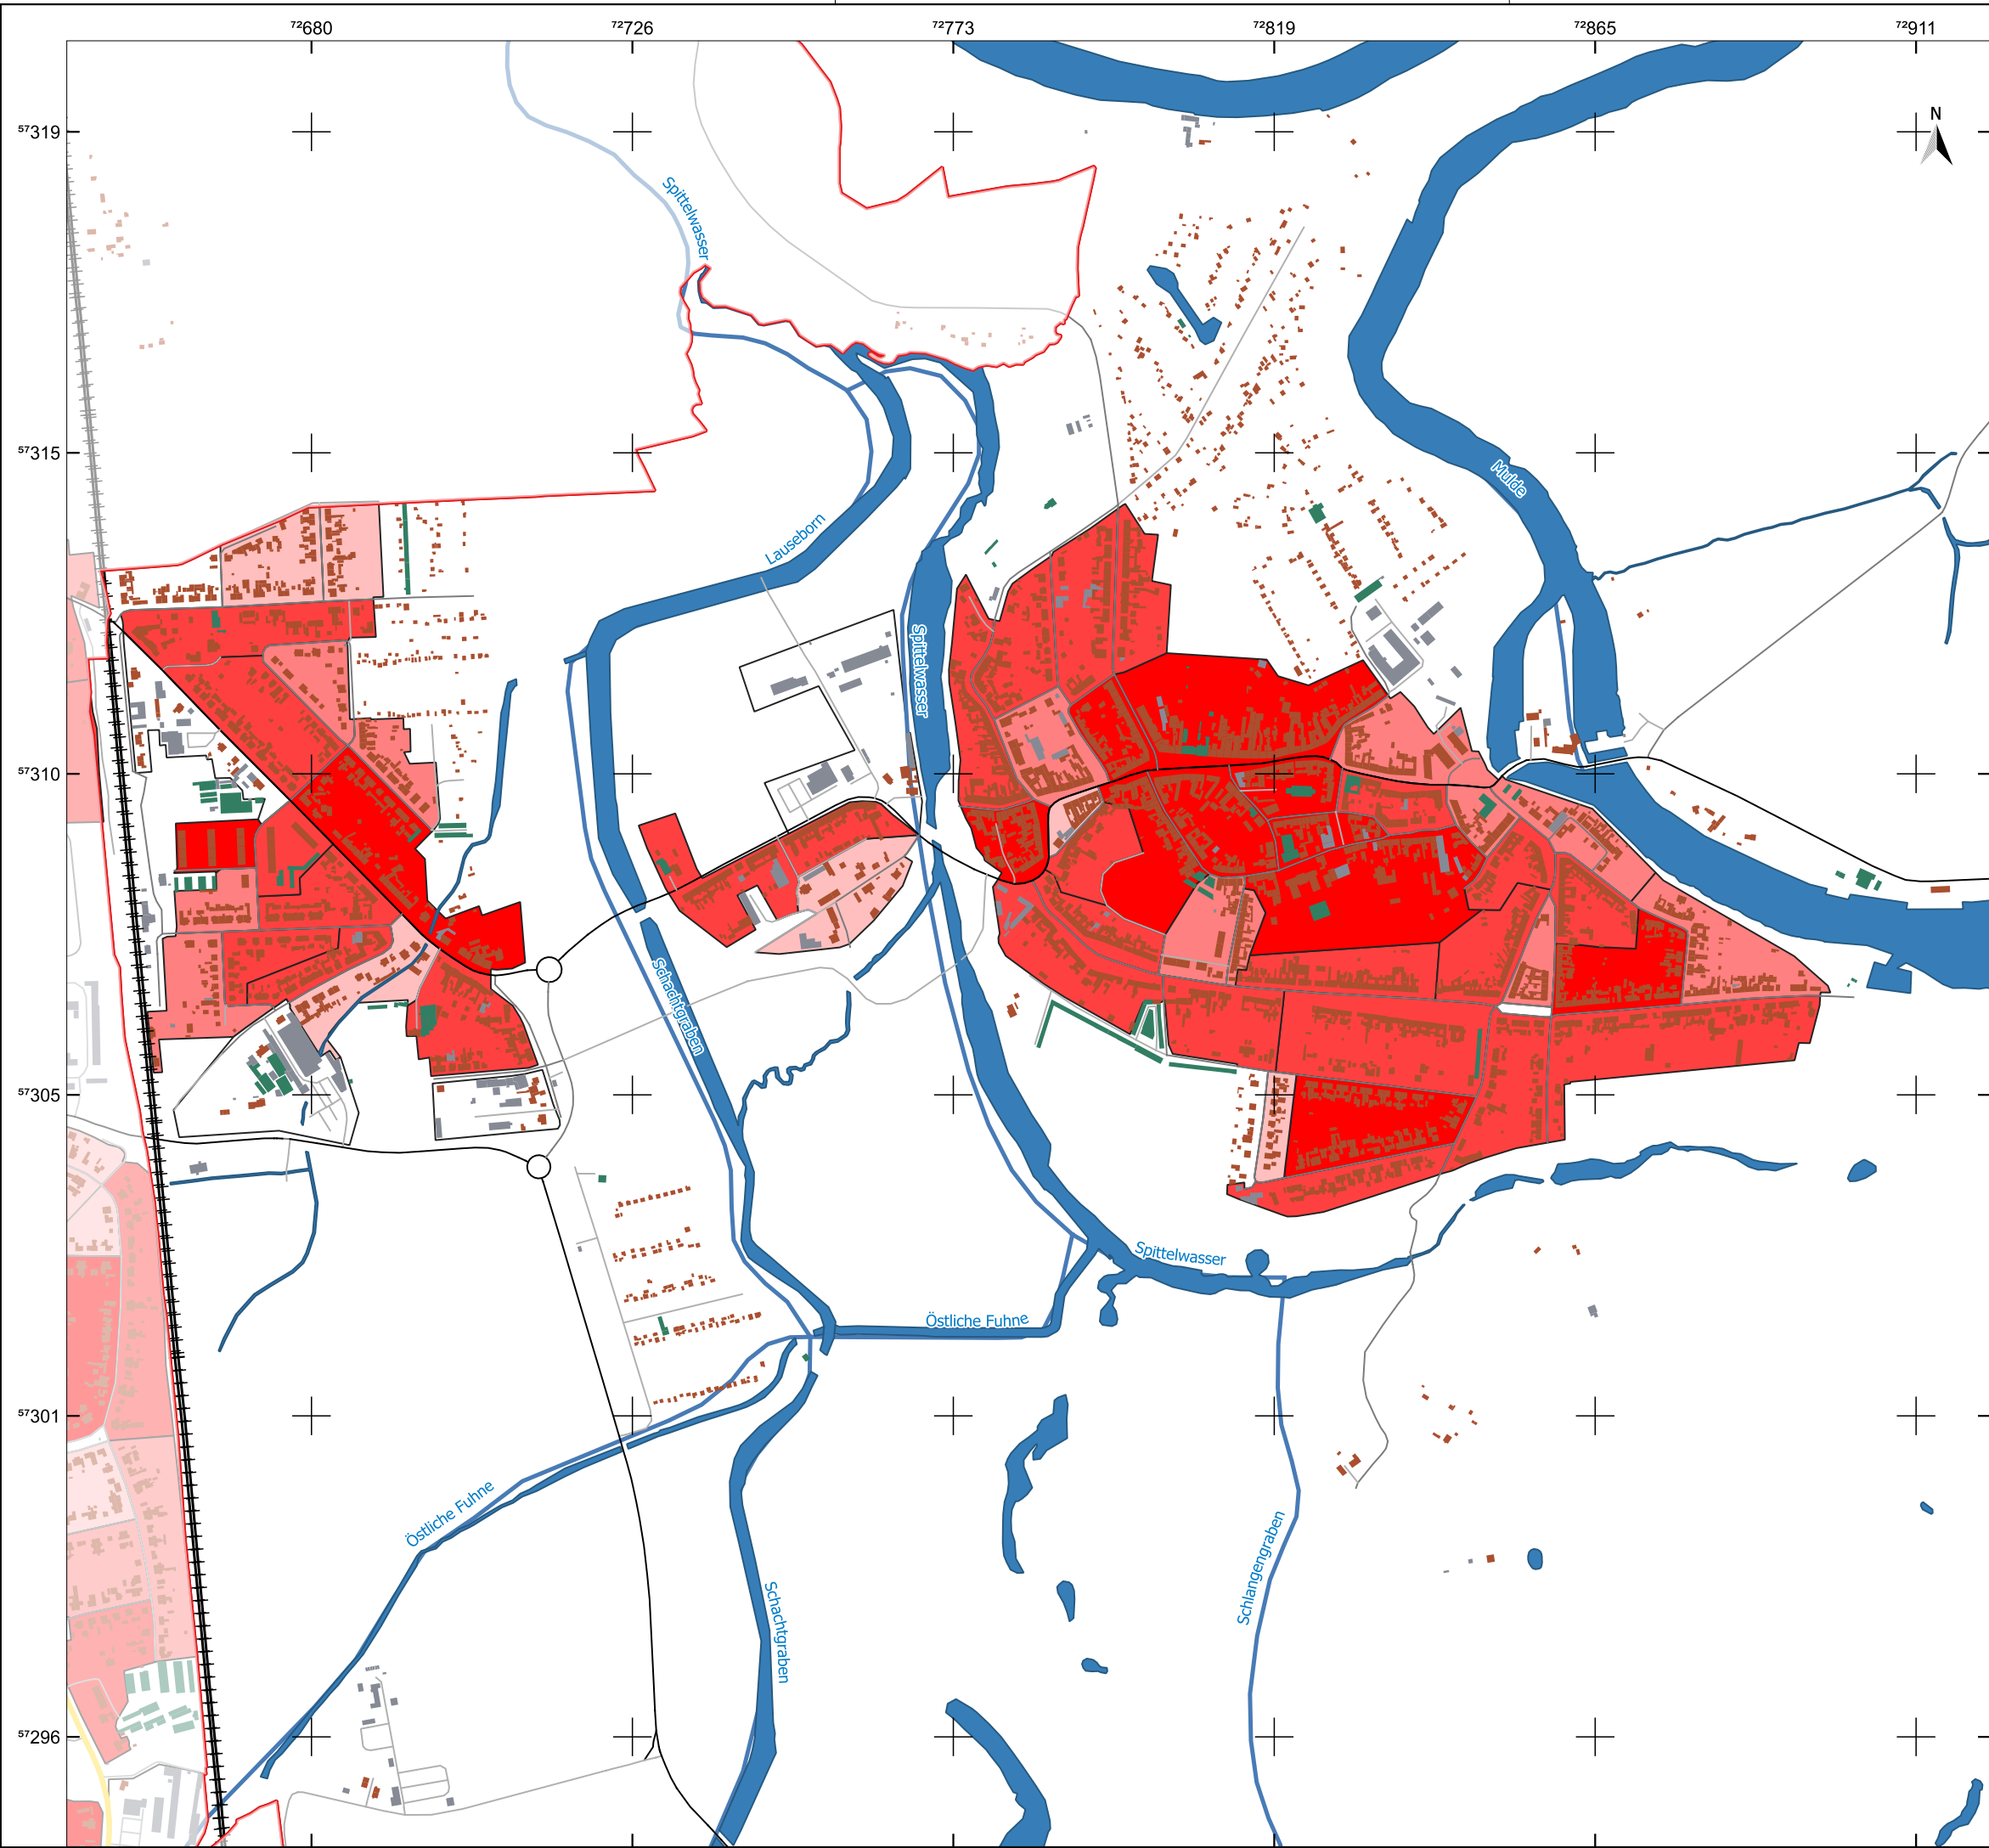 72680 72726 72773 72819 72865 72911
57319
N
Spittelwasser
57315
Mulde
Lauseborn
Spittelwasser
57310
Schachtgraben
57305
Spittelwasser
Östliche Fuhne
57301
Östliche Fuhne
Schlangengraben
Schachtgraben
57296